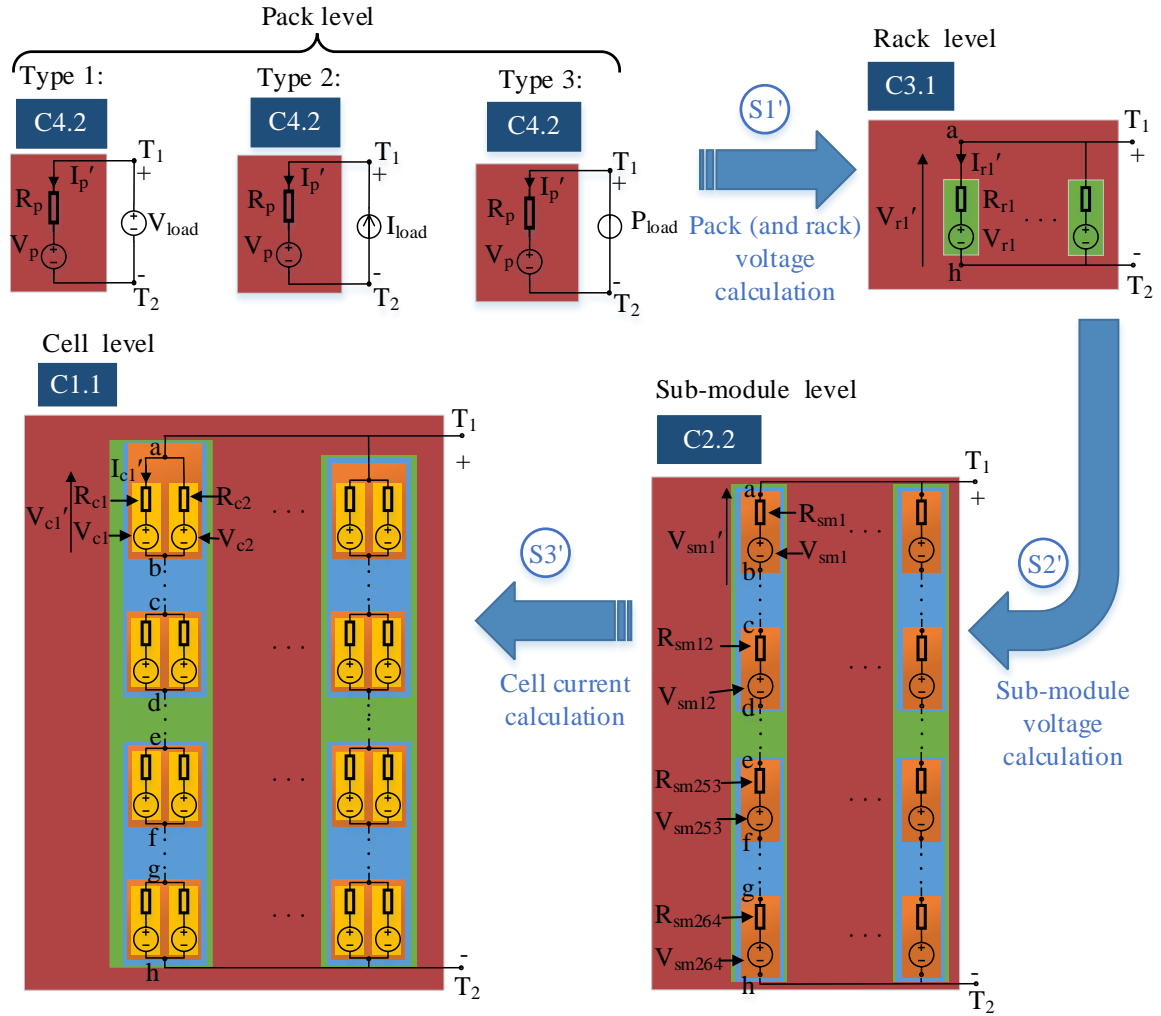 Pack level
Type 1:
C4.2
Ip'
Rp
Vp
T1
+
Vload
-
T2
Type 2:
C4.2
Ip'
Rp
Vp
T1
+
Iload
-
T2
Type 3:
C4.2
Ip'
Rp
Vp
T1
+
Pload
-
T2
S1'
Pack (and rack)
voltage
calculation
Rack level
C3.1
a
T1
+
Ir1'
Rr1
Vr1'
Vr1
. . .
h
-
T2
S2'
Sub-module
voltage
calculation
Sub-module level
C2.2
T1
+
a
Rsm1
Vsm1'
Vsm1
b
. . .
c
Rsm12
Vsm12
d
. . .
e
Rsm253
Vsm253
f
. . .
g
Rsm264
Vsm264
h
. . .
-
T2
S3'
Cell current
calculation
Cell level
C1.1
T1
+
a
Ic1'
Rc1
Rc2
Vc1'
Vc1
Vc2
b
. . .
c
d
. . .
e
f
. . .
g
h
. . .
-
T2